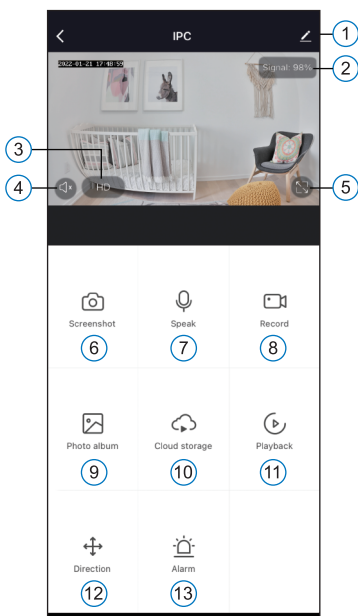 IPC
1
2022-01-21 17:48:59
Signal: 98%
2
3
4
HD
5
Screenshot
Speak
Record
6
7
8
Photo album
Cloud storage
Playback
9
10
11
Direction
Alarm
12
13